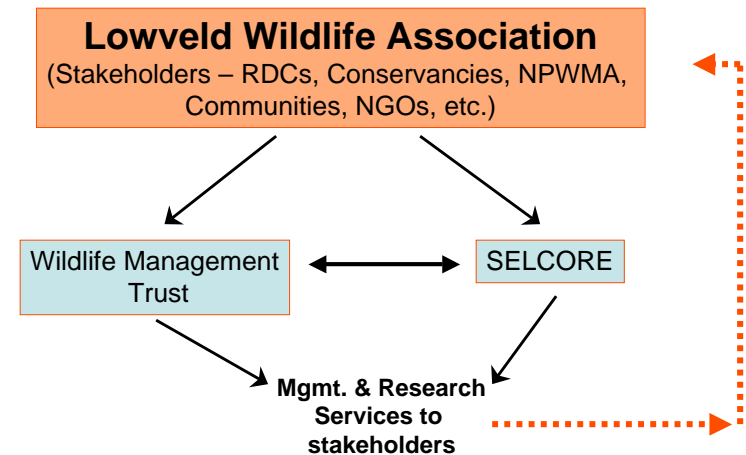 Lowveld Wildlife Association
(Stakeholders – RDCs, Conservancies, NPWMA,
Communities, NGOs, etc.)
Wildlife Management
Trust
SELCORE
Mgmt. & Research
Services to
stakeholders